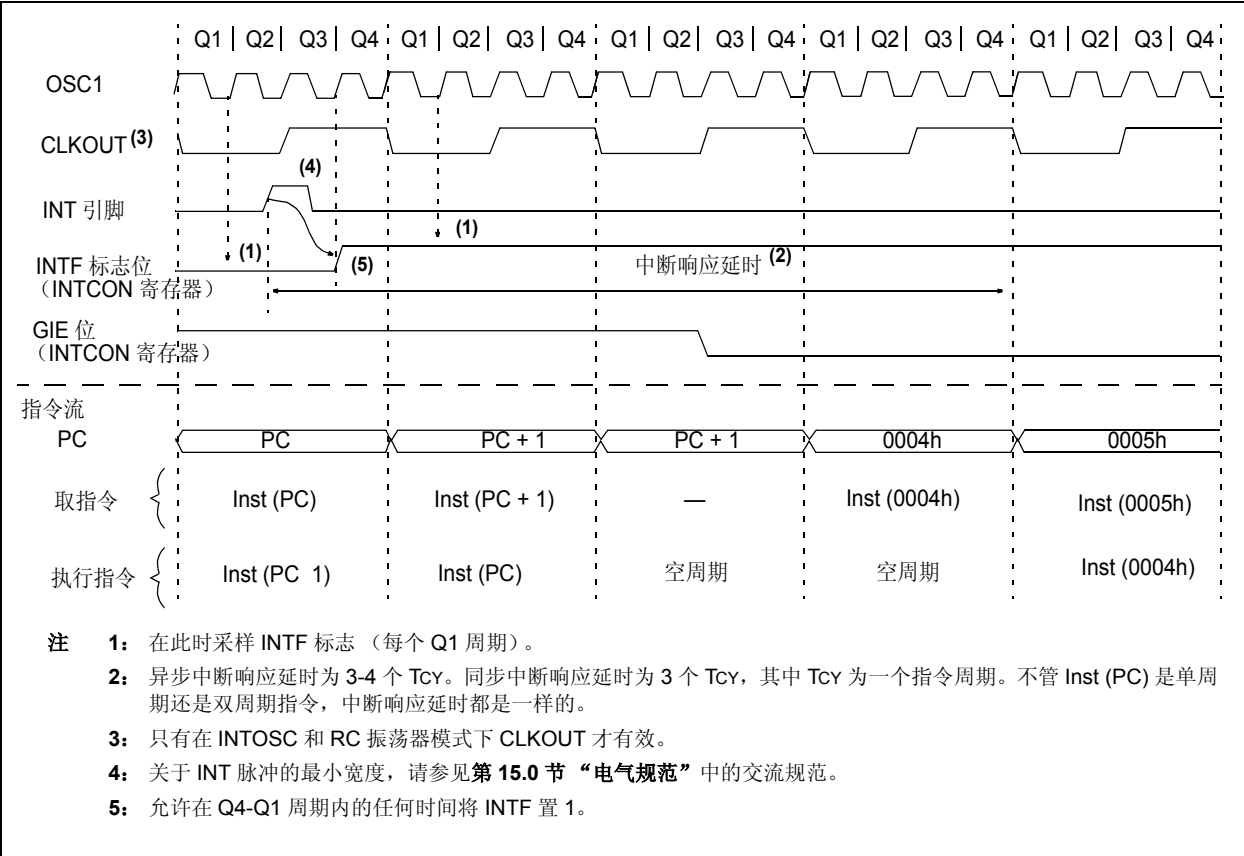 Q1 Q2 Q3 Q4 Q1 Q2 Q3 Q4 Q1 Q2 Q3 Q4 Q1 Q2 Q3 Q4 Q1 Q2 Q3 Q4
OSC1
CLKOUT (3)
(4)
INT 引脚
(1)
(1)
INTF 标志位
(INTCON 寄存器)
(5)
中断响应延时 (2)
GIE 位
(INTCON 寄存器)
指令流
PC
PC
PC + 1
PC + 1
0004h
0005h
取指令
Inst (PC)
Inst (PC + 1)
—
Inst (0004h)
Inst (0005h)
执行指令
Inst (PC 1)
Inst (PC)
空周期
空周期
Inst (0004h)
注 1: 在此时采样 INTF 标志 (每个 Q1 周期)。
2: 异步中断响应延时为 3-4 个 TCY。同步中断响应延时为 3 个 TCY,其中 TCY 为一个指令周期。不管 Inst (PC) 是单周
期还是双周期指令,中断响应延时都是一样的。
3: 只有在 INTOSC 和 RC 振荡器模式下 CLKOUT 才有效。
4: 关于 INT 脉冲的最小宽度,请参见第 15.0 节 “电气规范”中的交流规范。
5: 允许在 Q4-Q1 周期内的任何时间将 INTF 置 1。